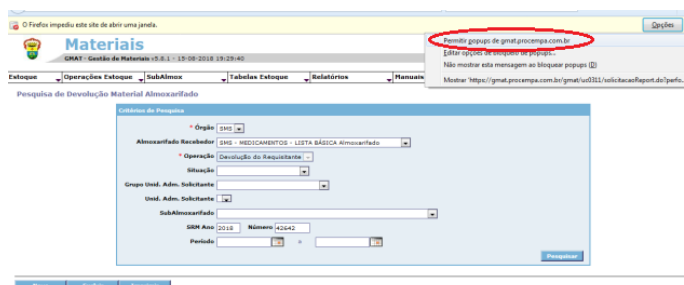 O Firefox impediu este site de abrir uma janela.
Opções
Permitir popups de gmat.procempa.com.br
Editar opções de bloqueio de popups...
Não mostrar esta mensagem ao bloquear popups (D)
Mostrar 'https://gmat.procempa.com.br/gmat/uc0311/solicitacaoReport.do?perfo..
Materiais
GMAT - Gestão de Materiais v5.8.1 - 15-08-2018 19:29:40
Estoque Operações Estoque SubAlmox Tabelas Estoque Relatórios Manuais
Pesquisa de Devolução Material Almoxarifado
Critérios de Pesquisa
* Órgão SMS
Almoxarifado Recebedor SMS - MEDICAMENTOS - LISTA BÁSICA Almoxarifado
* Operação Devolução do Requisitante
Situação
Grupo Unid. Adm. Solicitante
Unid. Adm. Solicitante
SubAlmoxarifado
SRM Ano 2018 Número 42642
Período a
Pesquisar